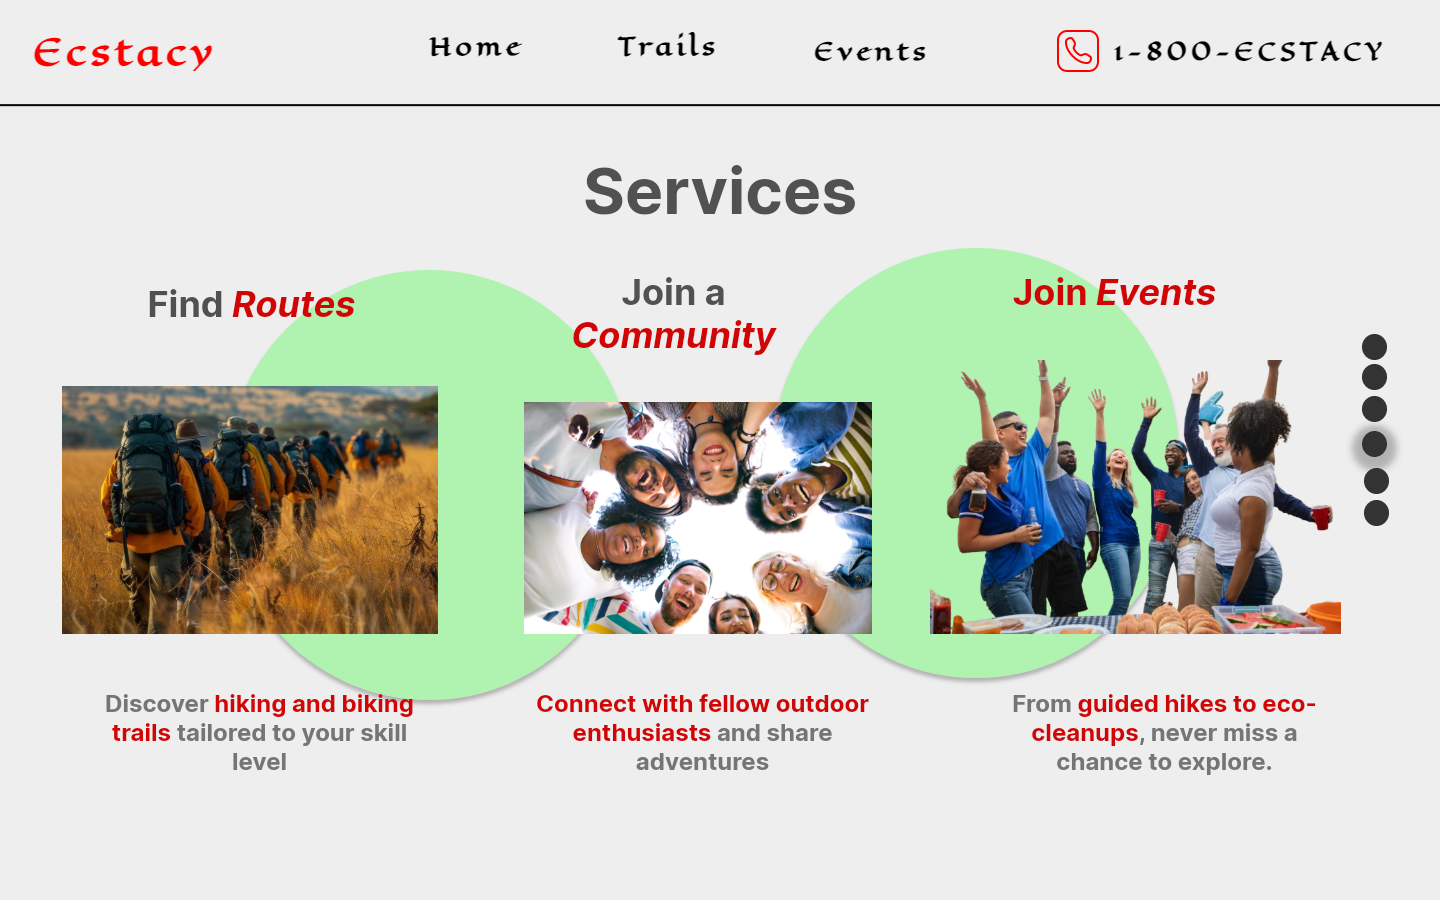 Ecstacy
Home
Trails
Events
1-800-ECSTACY
Services
Find Routes
Join a
Community
Join Events
Discover hiking and biking
trails tailored to your skill
level
Connect with fellow outdoor
enthusiasts and share
adventures
From guided hikes to eco-
cleanups, never miss a
chance to explore.